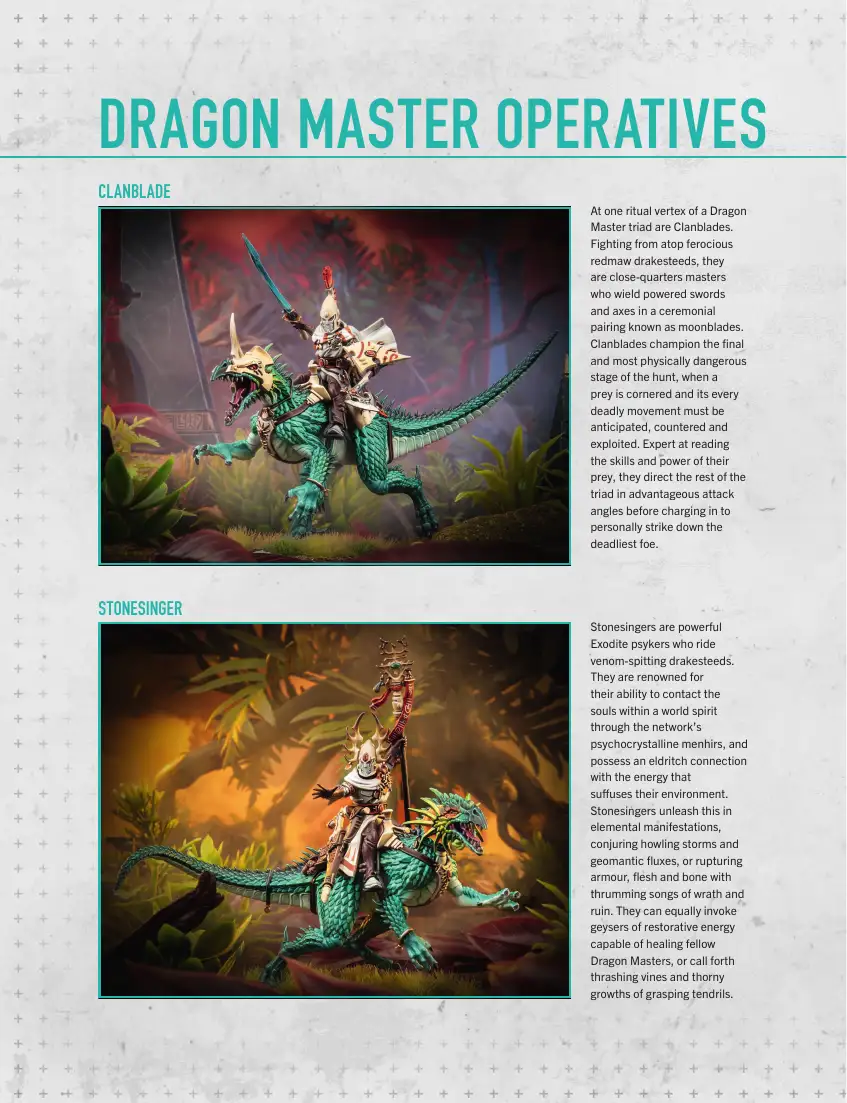 DRAGON MASTER OPERATIVES
CLANBLADE
At one ritual vertex of a Dragon
Master triad are Clanblades.
Fighting from atop ferocious
redmaw drakesteeds, they
are close-quarters masters
who wield powered swords
and axes in a ceremonial
pairing known as moonblades.
Clanblades champion the final
and most physically dangerous
stage of the hunt, when a
prey is cornered and its every
deadly movement must be
anticipated, countered and
exploited. Expert at reading
the skills and power of their
prey, they direct the rest of the
triad in advantageous attack
angles before charging in to
personally strike down the
deadliest foe.
STONESINGER
Stonesingers are powerful
Exodite psykers who ride
venom-spitting drakesteeds.
They are renowned for
their ability to contact the
souls within a world spirit
through the network's
psychocrystalline menhirs, and
possess an eldritch connection
with the energy that
suffuses their environment.
Stonesingers unleash this in
elemental manifestations,
conjuring howling storms and
geomantic fluxes, or rupturing
armour, flesh and bone with
thrumming songs of wrath and
ruin. They can equally invoke
geysers of restorative energy
capable of healing fellow
Dragon Masters, or call forth
thrashing vines and thorny
growths of grasping tendrils.